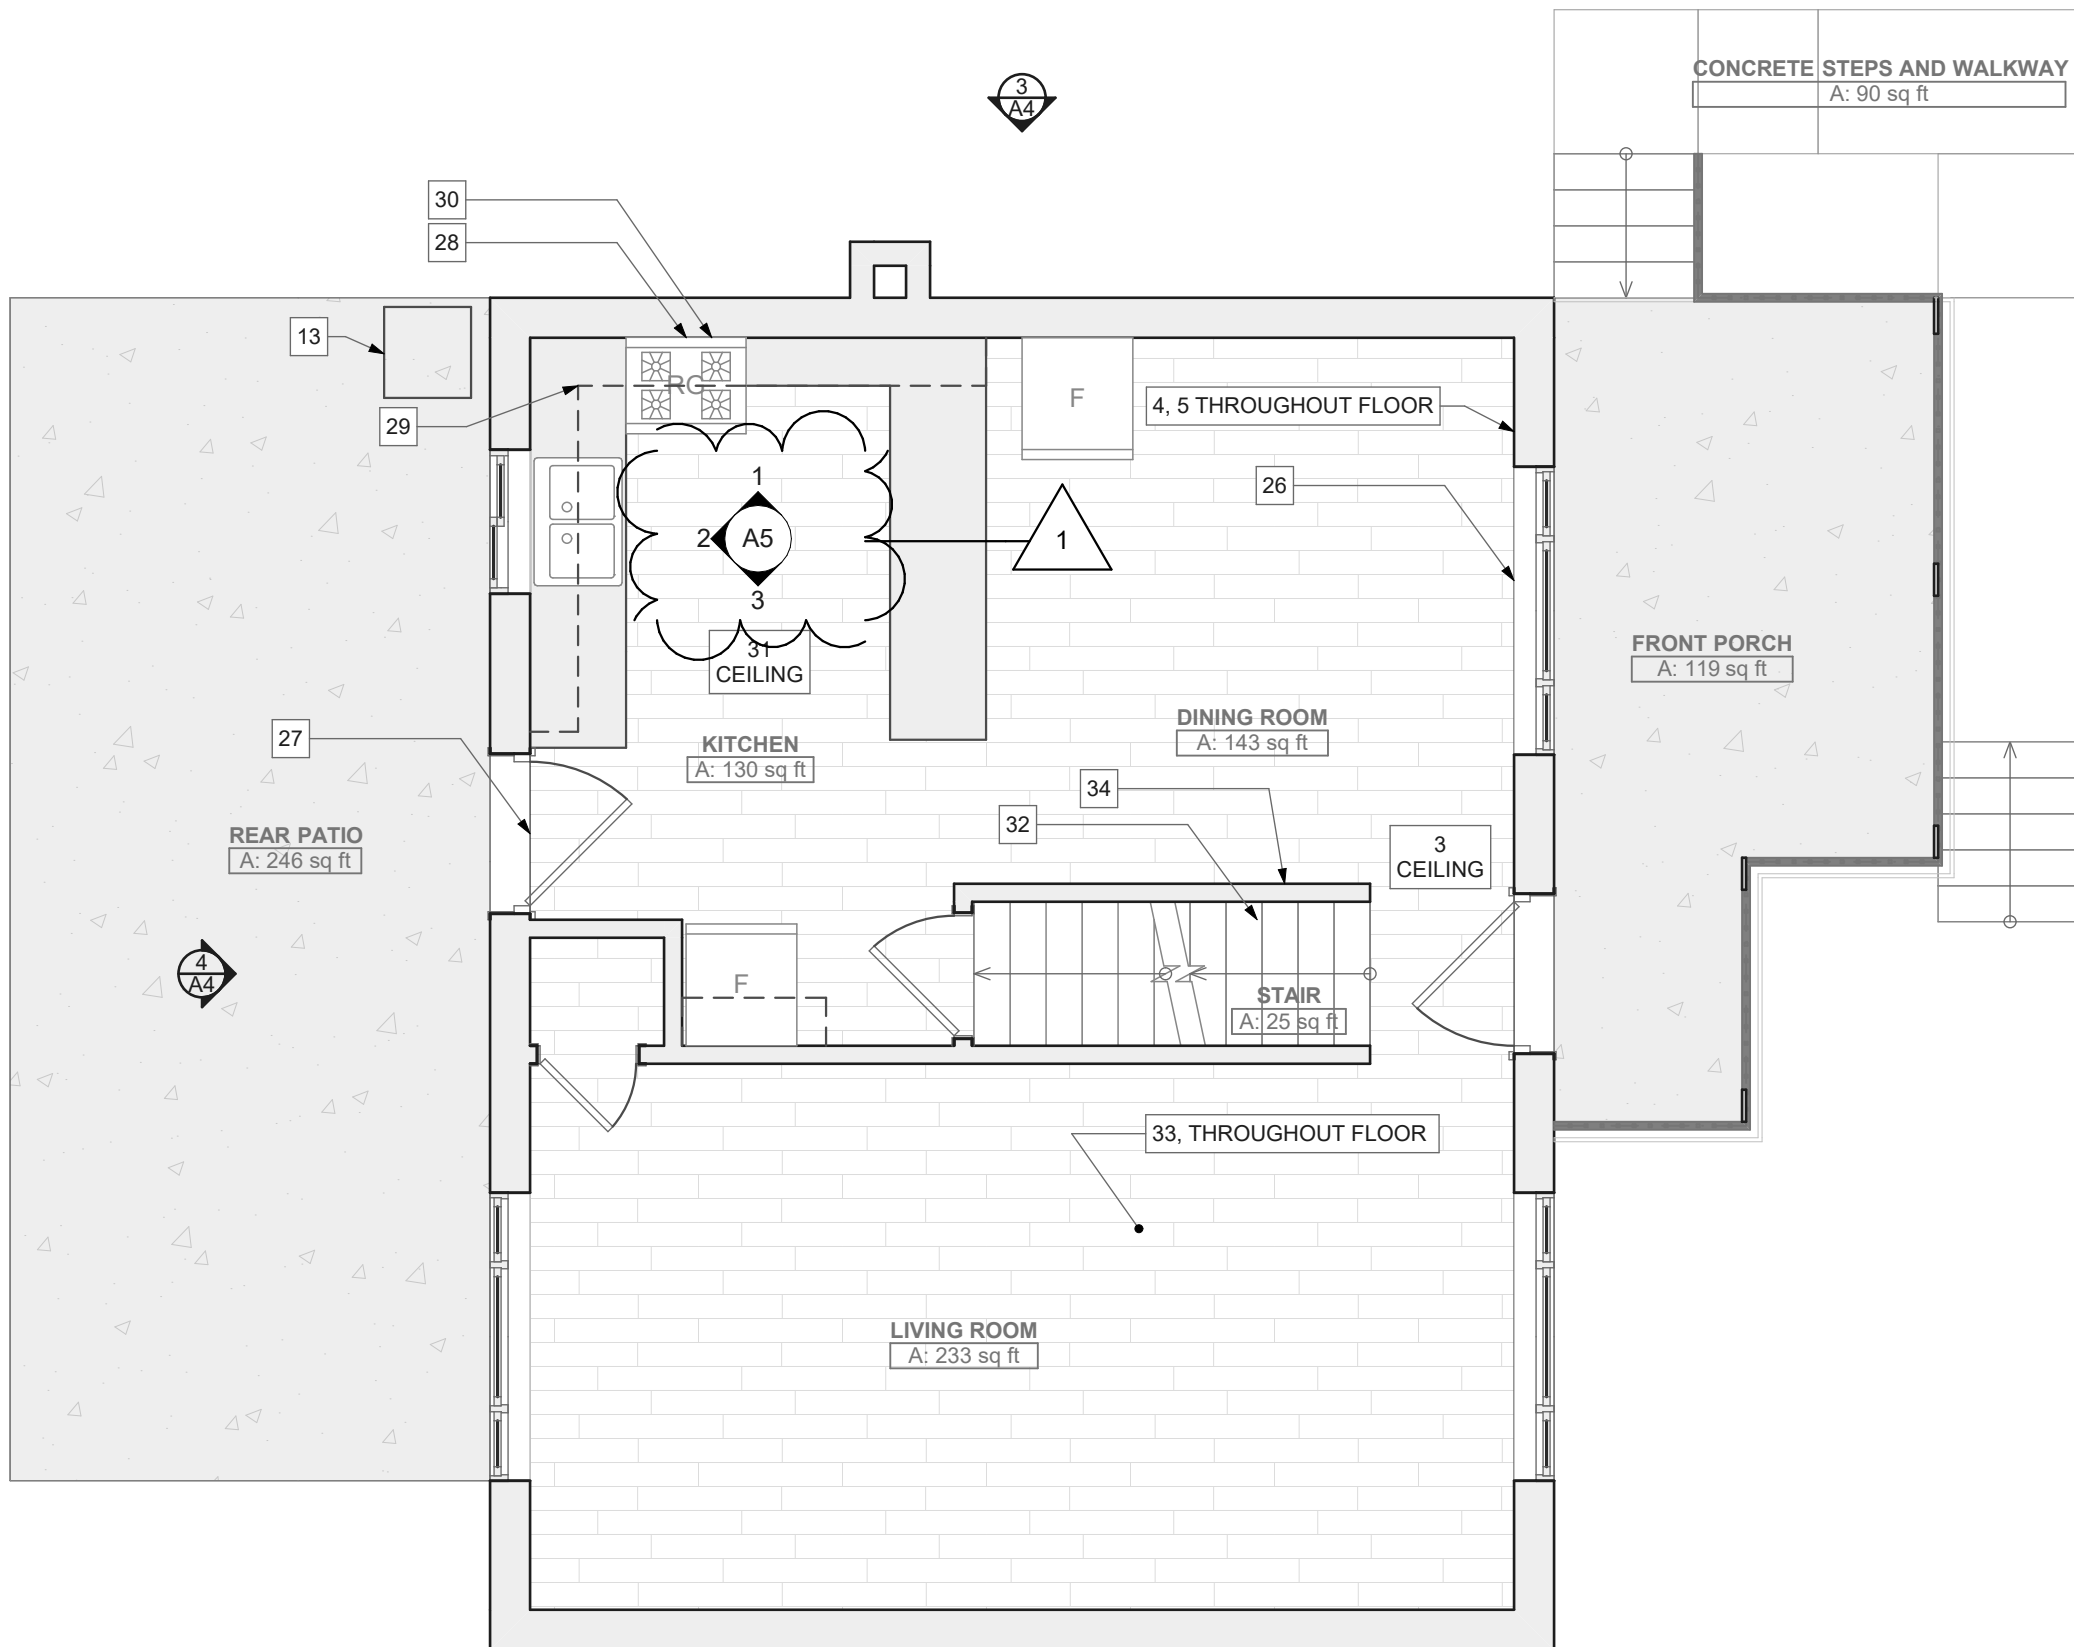 CONCRETE STEPS AND WALKWAY
A: 90 sq ft
3
A4
30
28
13
RG
F
4, 5 THROUGHOUT FLOOR
29
1
26
2
A5
1
3
31
CEILING
FRONT PORCH
A: 119 sq ft
DINING ROOM
A: 143 sq ft
27
KITCHEN
A: 130 sq ft
34
32
REAR PATIO
A: 246 sq ft
3
CEILING
4
A4
F
STAIR
A: 25 sq ft
33, THROUGHOUT FLOOR
LIVING ROOM
A: 233 sq ft